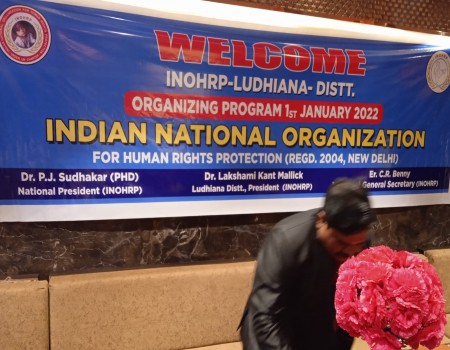 WELCOME
INOHRP-LUDHIANA- DISTT.
ORGANIZING PROGRAM 1ST JANUARY 2022
INDIAN NATIONAL ORGANIZATION
FOR HUMAN RIGHTS PROTECTION (REGD. 2004, NEW DELHI)
Dr. P.J. Sudhakar (PHD)
National President (INOHRP)
Dr. Lakshami Kant Mallick
Ludhiana Distt., President (INOHRP)
Er. C.R. Benny
General Secretary (INOHRP)